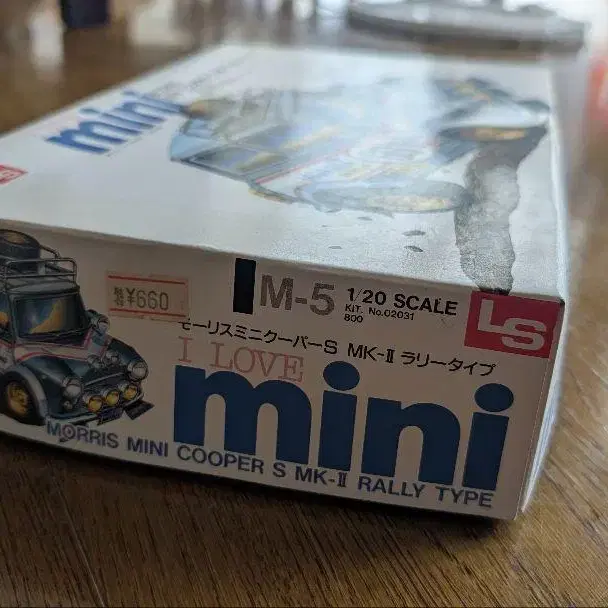 mini
LS
特¥660
M-5
1/20 SCALE
KIT. No.02031
800
LS
モーリスミニクーパーS MK-II ラリータイプ
I LOVE
mini
MORRIS MINI COOPER S MK-II RALLY TYPE